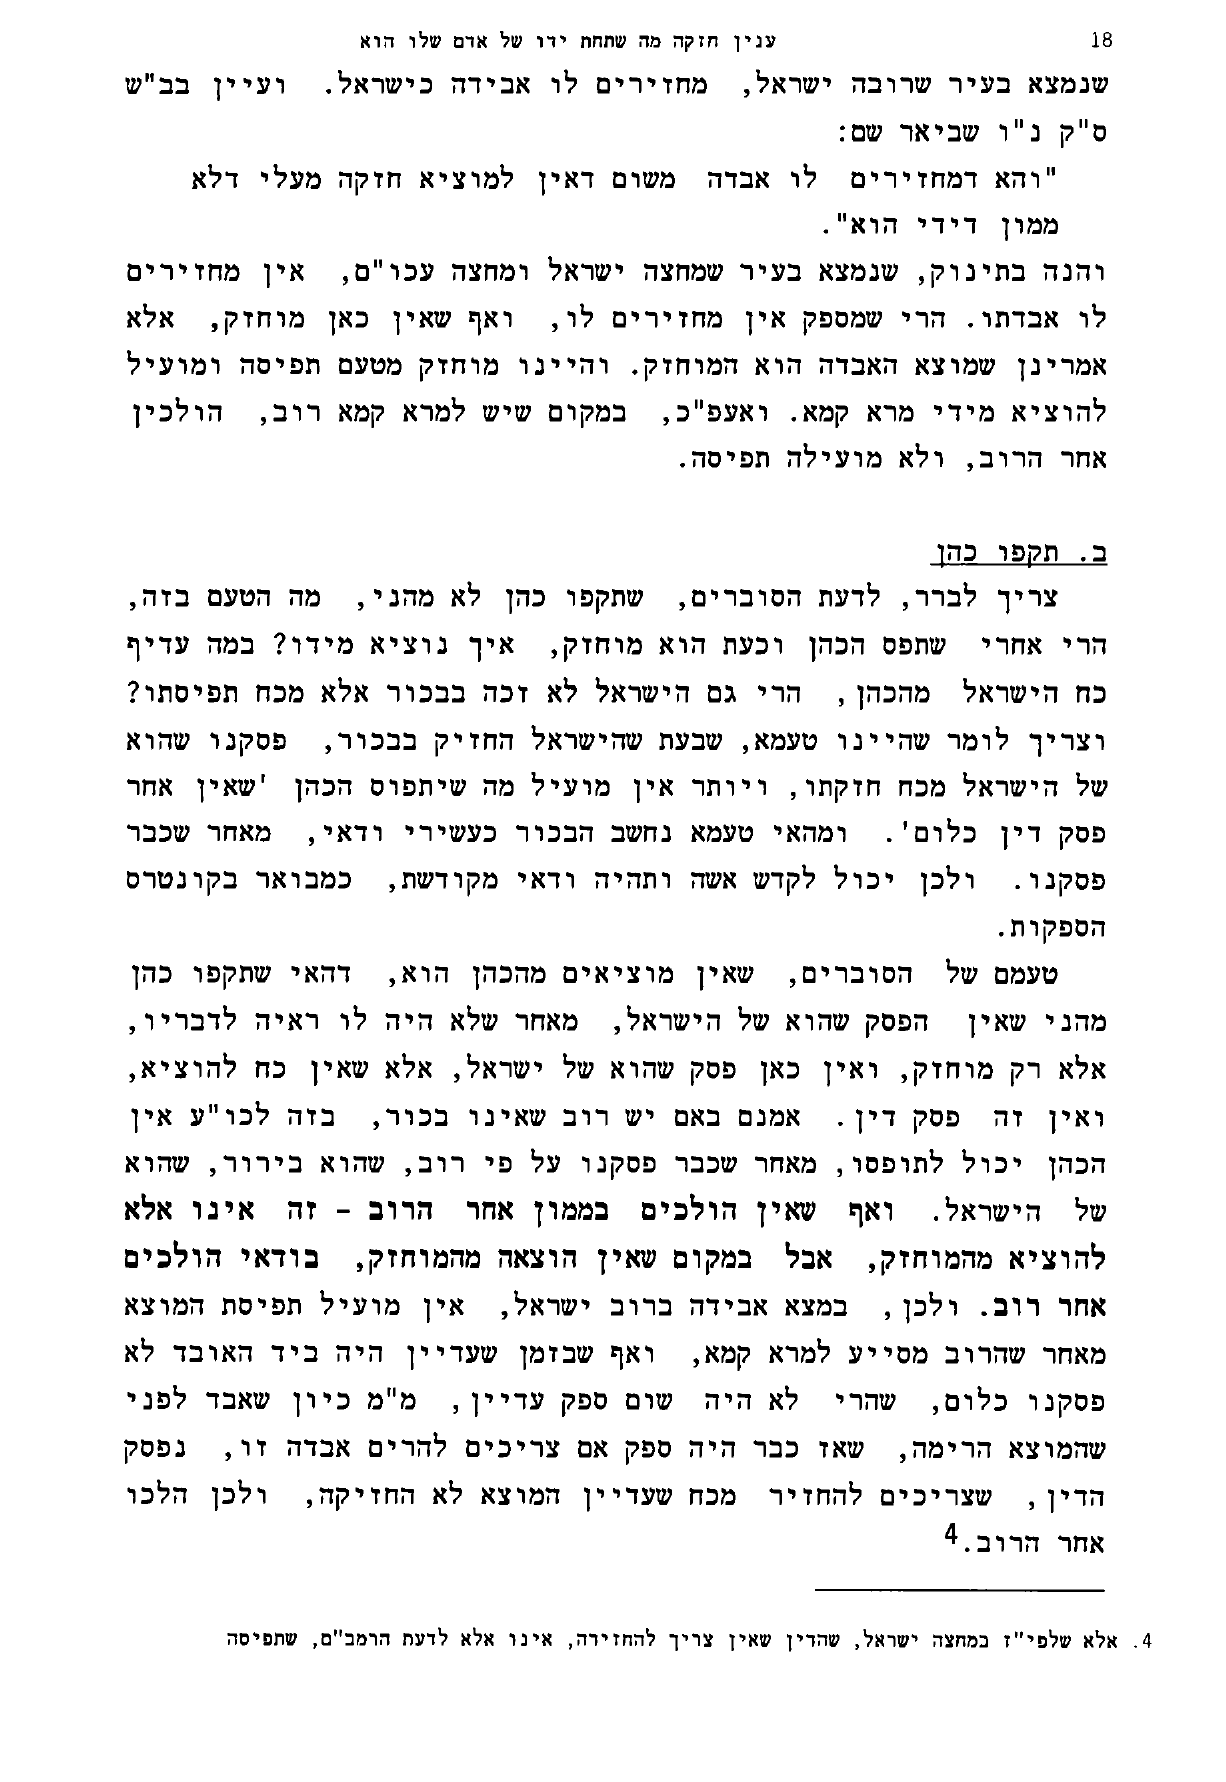 18 ענין חזקה מה שתחת ידו של אדם שלו הוא
שנמצא בעיר שרובה ישראל, מחזירים לו אבידה כישראל. ועיין בב"ש
ס"ק נ"ו שביאר שם:
"והא דמחזירים לו אבדה משום דאין למוציא חזקה מעלי דלא
ממון דידי הוא".
והנה בתינוק, שנמצא בעיר שמחצה ישראל ומחצה עכו"ם, אין מחזירים
לו אבדתו. הרי שמספק אין מחזירים לו, ואף שאין כאן מוחזק, אלא
אמרינן שמוצא האבדה הוא המוחזק. והיינו מוחזק מטעם תפיסה ומועיל
להוציא מידי מרא קמא. ואעפ"כ, במקום שיש למרא קמא רוב, הולכין
אחר הרוב, ולא מועילה תפיסה.
ב. תקפו כהן
צריך לברר, לדעת הסוברים, שתקפו כהן לא מהני, מה הטעם בזה,
הרי אחרי שתפס הכהן וכעת הוא מוחזק, איך נוציא מידו? במה עדיף
כח הישראל מהכהן, הרי גם הישראל לא זכה בבכור אלא מכח תפיסתו?
וצריך לומר שהיינו טעמא, שבעת שהישראל החזיק בבכור, פסקנו שהוא
של הישראל מכח חזקתו, ויותר אין מועיל מה שיתפוס הכהן 'שאין אחר
פסק דין כלום'. ומהאי טעמא נחשב הבכור כעשירי ודאי, מאחר שכבר
פסקנו. ולכן יכול לקדש אשה ותהיה ודאי מקודשת, כמבואר בקונטרס
הספקות.
טעמם של הסוברים, שאין מוציאים מהכהן הוא, דהאי שתקפו כהן
מהני שאין הפסק שהוא של הישראל, מאחר שלא היה לו ראיה לדבריו,
אלא רק מוחזק, ואין כאן פסק שהוא של ישראל, אלא שאין כח להוציא,
ואין זה פסק דין. אמנם באם יש רוב שאינו בכור, בזה לכו"ע אין
הכהן יכול לתופסו, מאחר שכבר פסקנו על פי רוב, שהוא בירור, שהוא
של הישראל. ואף שאין הולכים בממון אחר הרוב - זה אינו אלא
להוציא מהמוחזק, אבל במקום שאין הוצאה מהמוחזק, בודאי הולכים
אחר רוב. ולכן, במצא אבידה ברוב ישראל, אין מועיל תפיסת המוצא
מאחר שהרוב מסייע למרא קמא, ואף שבזמן שעדיין היה ביד האובד לא
פסקנו כלום, שהרי לא היה שום ספק עדיין, מ"מ כיון שאבד לפני
שהמוצא הרימה, שאז כבר היה ספק אם צריכים להרים אבדה זו, נפסק
הדין, שצריכים להחזיר מכח שעדיין המוצא לא החזיקה, ולכן הלכו
אחר הרוב.4
4. אלא שלפי"ז במחצה ישראל, שהדין שאין צריך להחזירה, אינו אלא לדעת הרמב"ם, שתפיסה